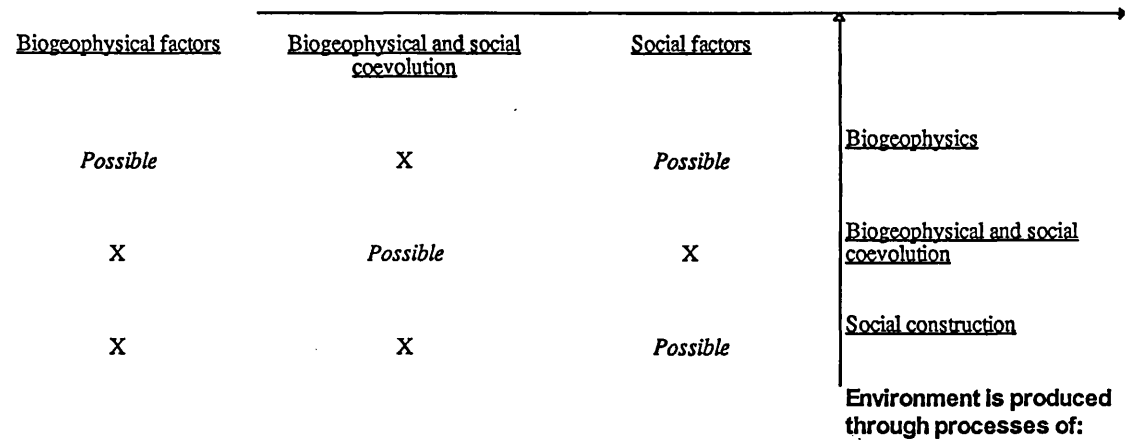 Biogeophysical factors Biogeophysical and social Social factors
coevolution
Biogeophysics
Possible X Possible
Biogeophysical and social
X Possible X coevolution
Social construction
X X Possible
Environment is produced
through processes of: